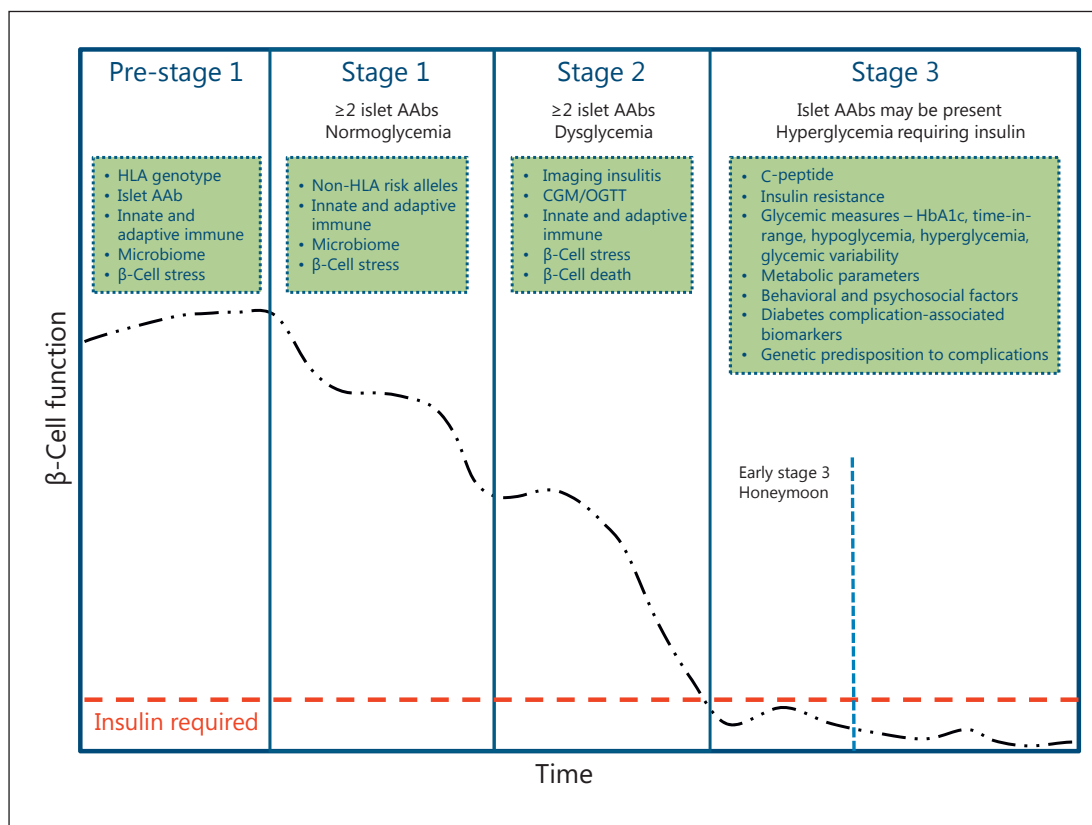 Pre-stage 1
• HLA genotype
• Islet AAb
• Innate and
adaptive immune
• Microbiome
• β-Cell stress
Stage 1
≥2 islet AAbs
Normoglycemia
• Non-HLA risk alleles
• Innate and adaptive
immune
• Microbiome
• β-Cell stress
Stage 2
≥2 islet AAbs
Dysglycemia
• Imaging insulitis
• CGM/OGTT
• Innate and adaptive
immune
• β-Cell stress
• β-Cell death
Stage 3
Islet AAbs may be present
Hyperglycemia requiring insulin
• C-peptide
• Insulin resistance
• Glycemic measures – HbA1c, time-in-
range, hypoglycemia, hyperglycemia,
glycemic variability
• Metabolic parameters
• Behavioral and psychosocial factors
• Diabetes complication-associated
biomarkers
• Genetic predisposition to complications
β-Cell function
Early stage 3
Honeymoon
Insulin required
Time